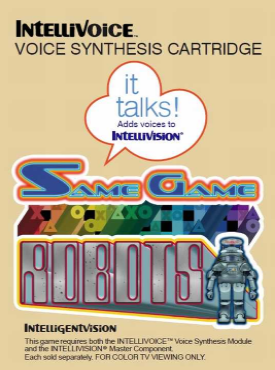 INTELLIVOICE™
VOICE SYNTHESIS CARTRIDGE
it
talks!
Adds voices to
INTELLIVISION®
SAME GAME
ROBOTS
INTELLIGENTVISION
This game requires both the INTELLIVOICE™ Voice Synthesis Module
and the INTELLIVISION® Master Component.
Each sold separately. FOR COLOR TV VIEWING ONLY.